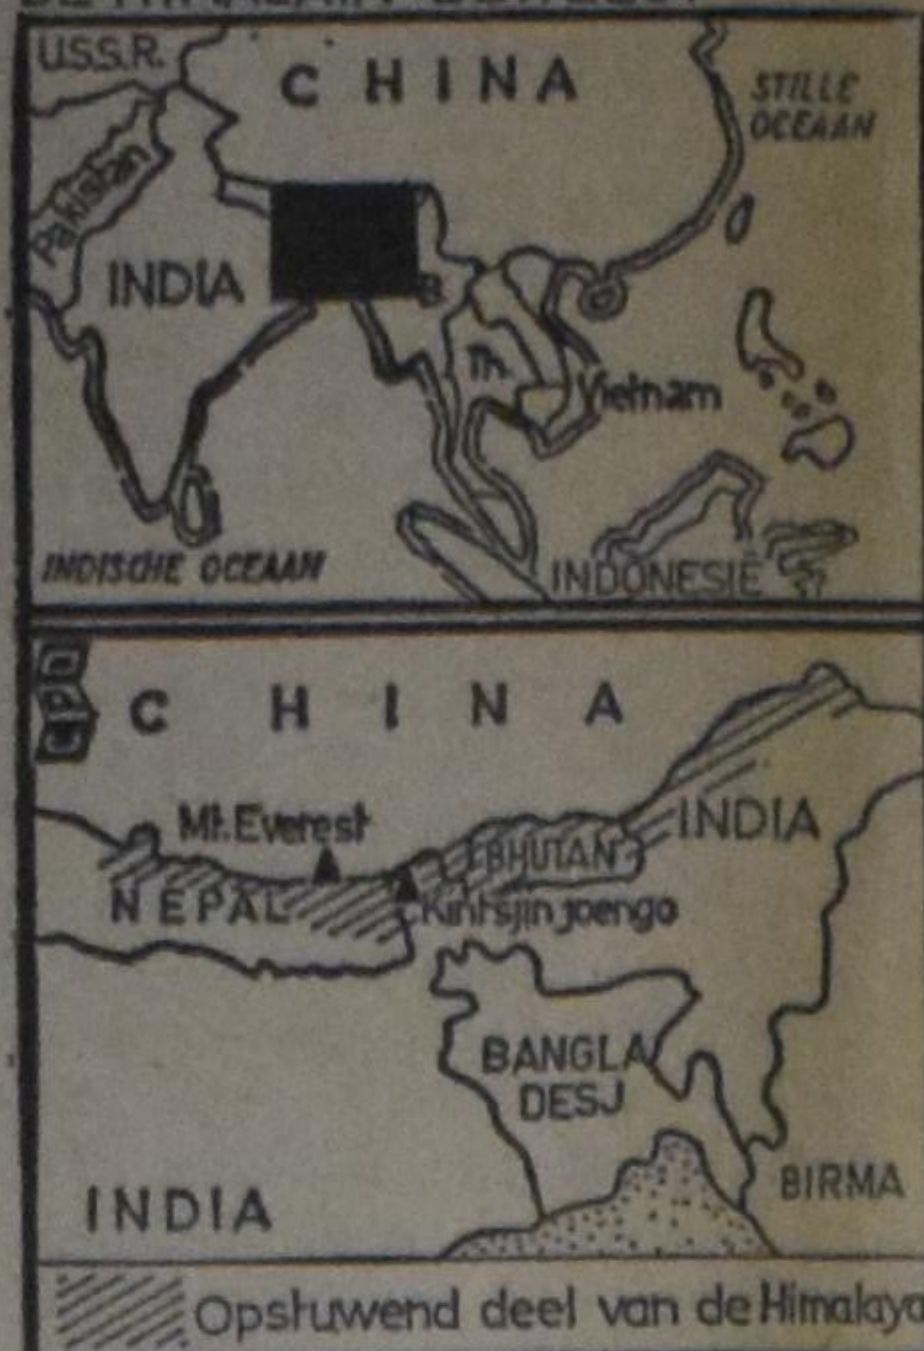 U.S.S.R.
CHINA
STILLE
OCEAAN
Pakistan
INDIA
B.
Th.
Vietnam
INDISCHE OCEAAN
INDONESIË
CHINA
Mt. Everest
INDIA
BHUTAN
NEPAL
Kintsjinjoengo
BANGLA
DESJ
BIRMA
INDIA
Opstuwend deel van de Himalaya